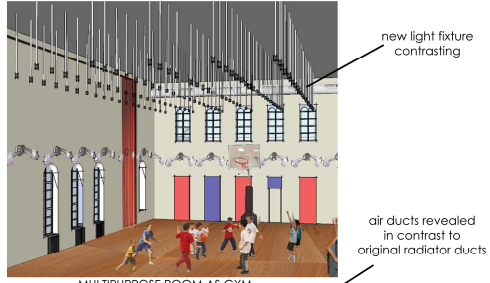 new light fixture
contrasting
air ducts revealed
in contrast to
original radiator ducts
MULTIPURPOSE ROOM AS GYM